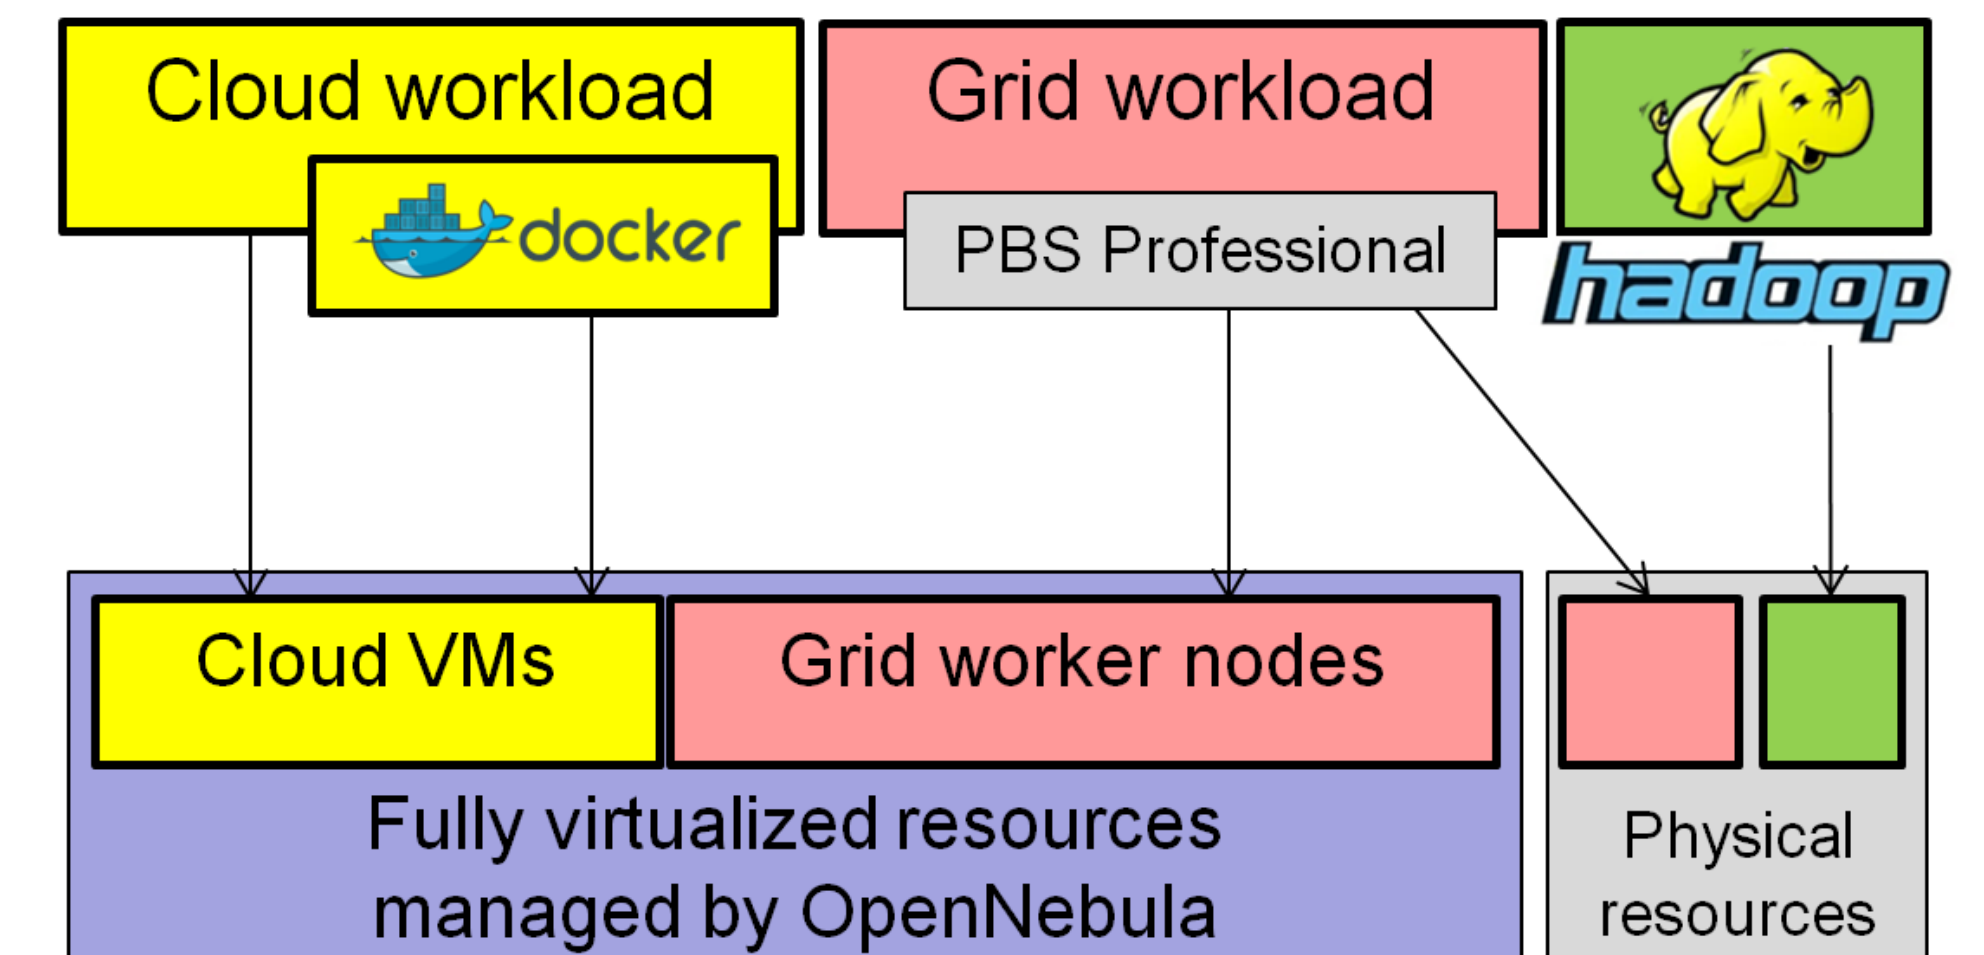 Cloud workload
docker
Grid workload
PBS Professional
hadoop
Cloud VMs
Grid worker nodes
Fully virtualized resources
managed by OpenNebula
Physical
resources